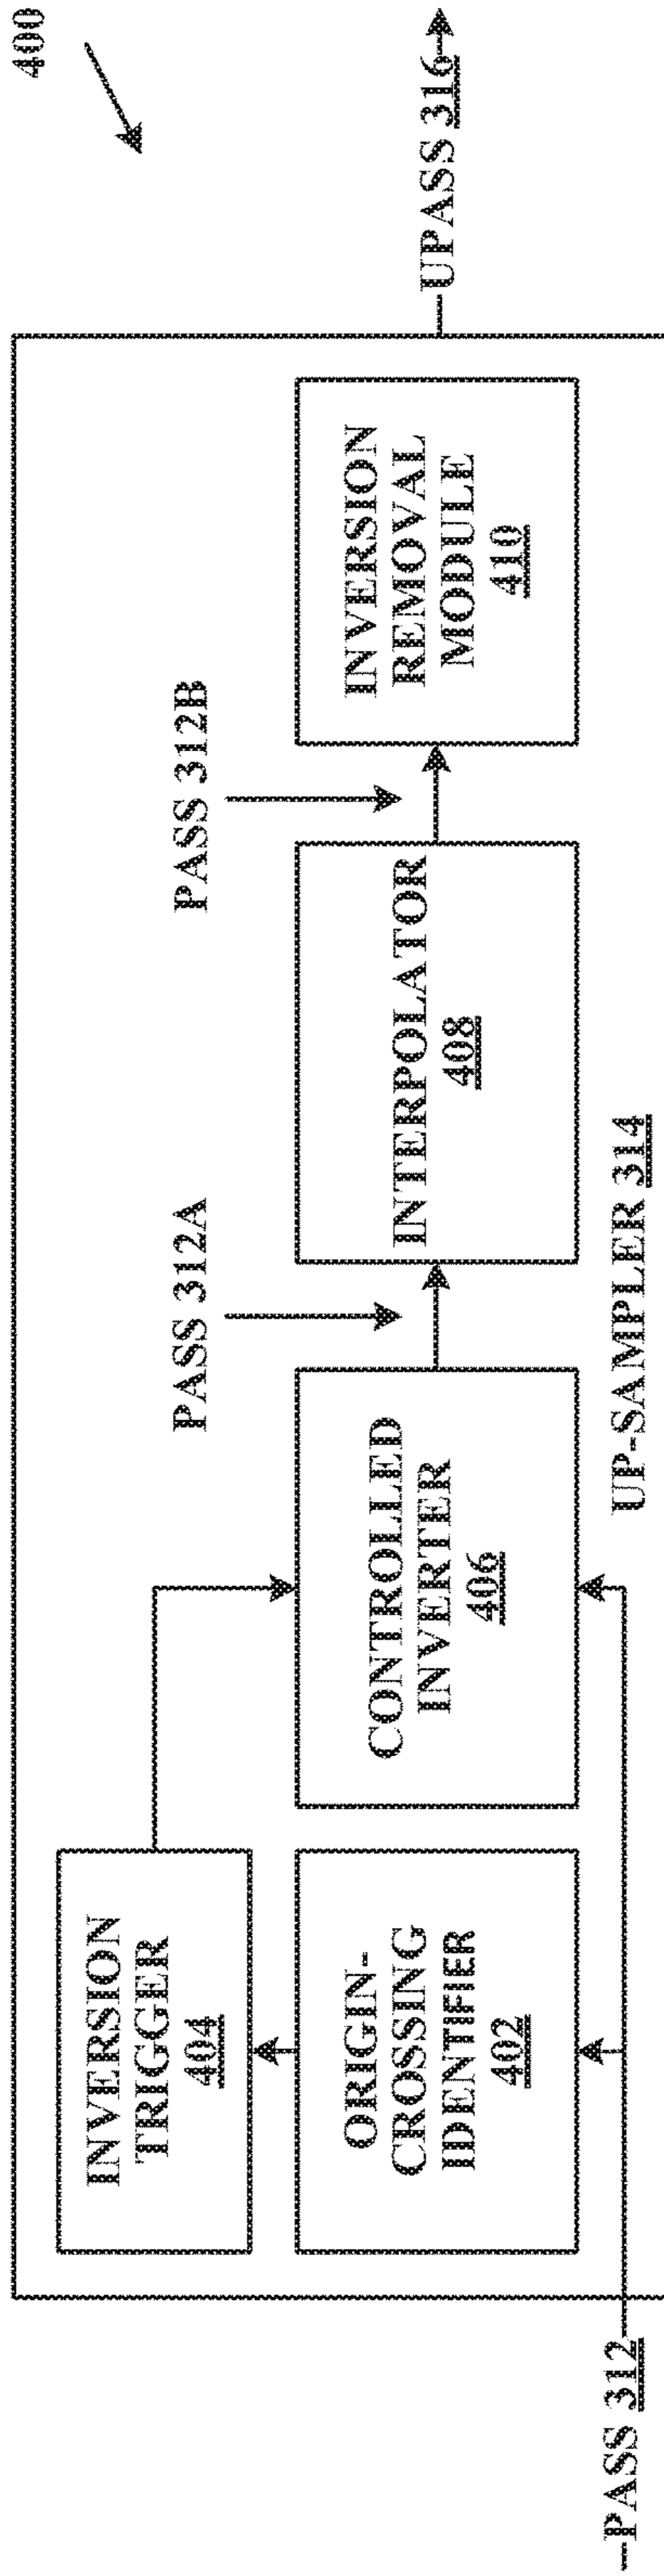 400
INVERSION
TRIGGER
404
ORIGIN-
CROSSING
IDENTIFIER
402
CONTROLLED
INVERTER
406
PASS 312A
INTERPOLATOR
408
PASS 312B
INVERSION
REMOVAL
MODULE
410
UP-SAMPLER 314
PASS 312
UPASS 316